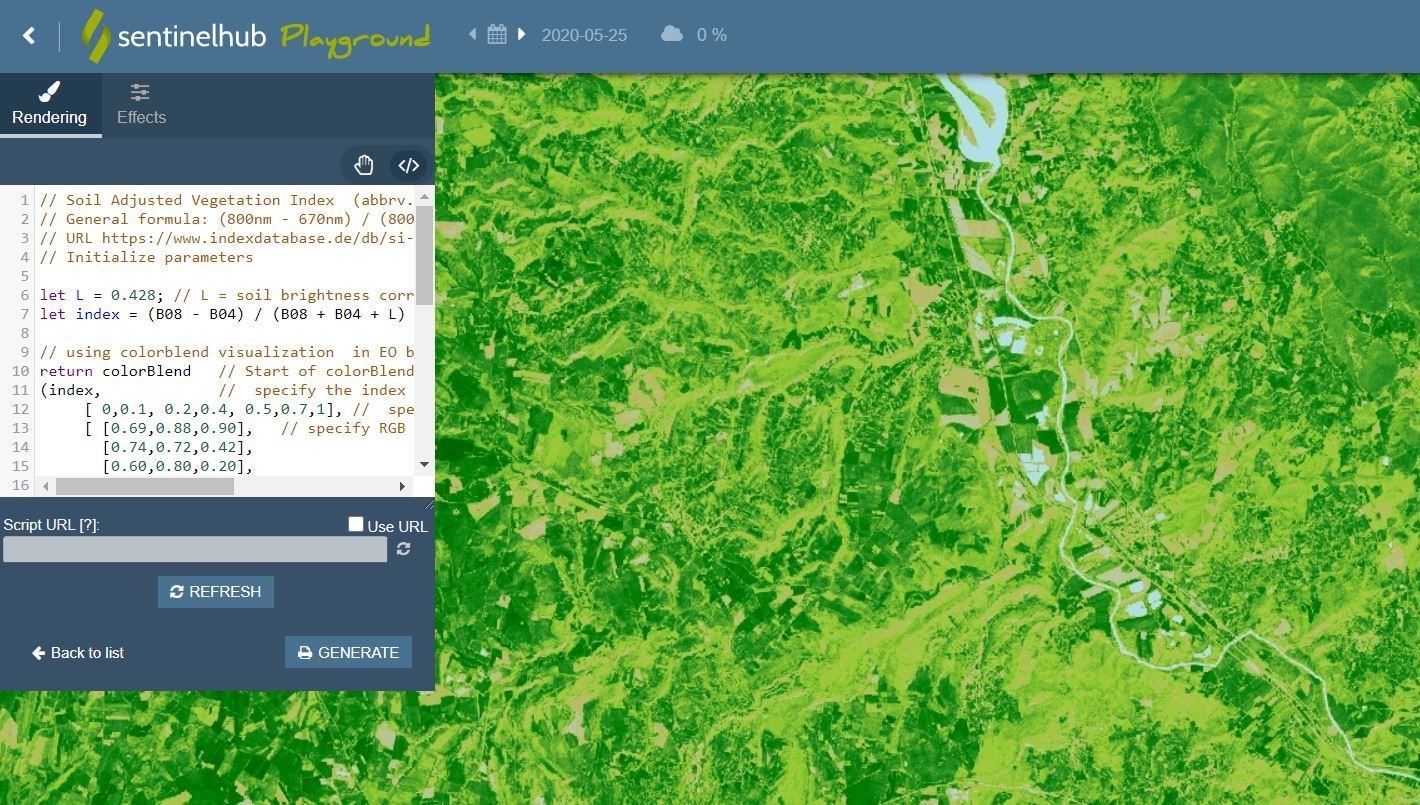 sentinelhub Playground
2020-05-25
0 %
Rendering
Effects
</>
1 // Soil Adjusted Vegetation Index  (abbrv.
2 // General formula: (800nm - 670nm) / (800
3 // URL https://www.indexdatabase.de/db/si-
4 // Initialize parameters
5
6 let L = 0.428; // L = soil brightness corr
7 let index = (B08 - B04) / (B08 + B04 + L)
8
9 // using colorblend visualization  in EO b
10 return colorBlend   // Start of colorBlend
11 (index,             //  specify the index
12 [ 0,0.1, 0.2,0.4, 0.5,0.7,1], //  spe
13 [ [0.69,0.88,0.90],   // specify RGB
14 [0.74,0.72,0.42],
15 [0.60,0.80,0.20],
16
Script URL [?]:
Use URL
REFRESH
Back to list
GENERATE